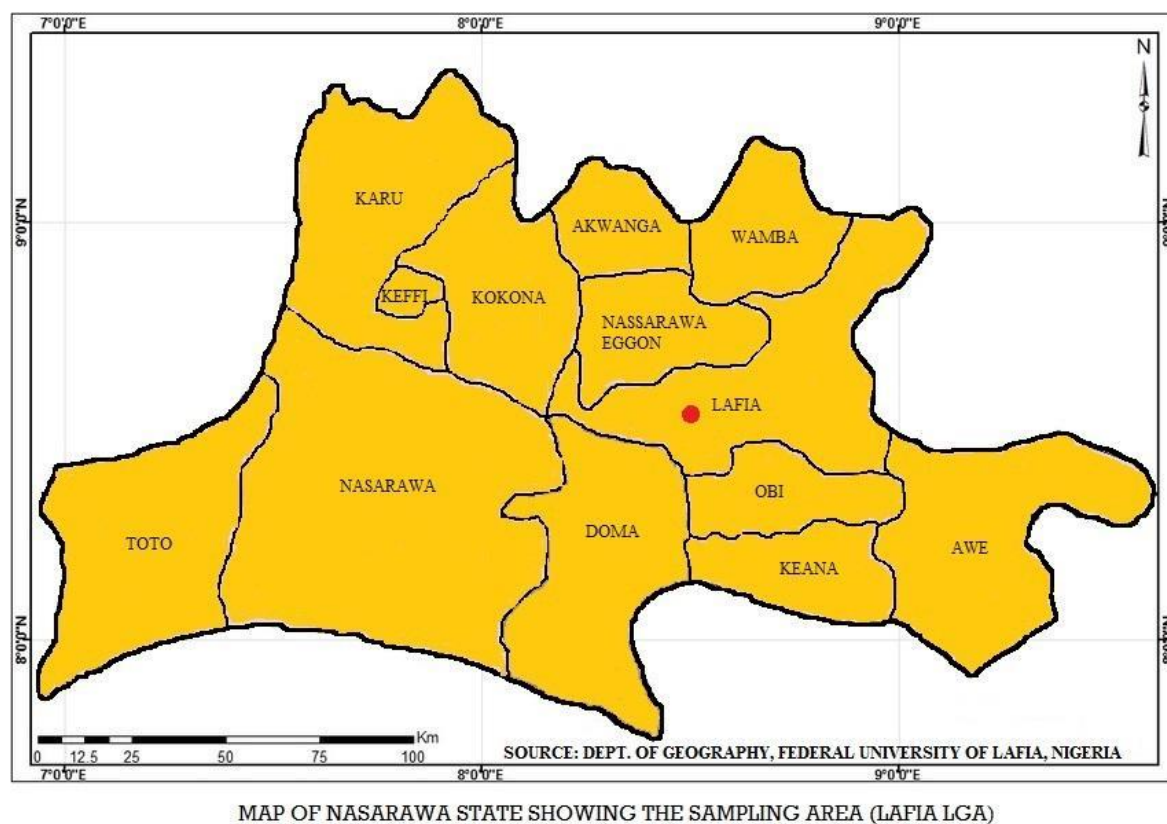 7°0'0"E 8°0'0"E 9°0'0"E
N
KARU
AKWANGA
WAMBA
9°0'0"N
KEFFI
KOKONA
NASSARAWA
EGGON
LAFIA
NASARAWA
OBI
TOTO
DOMA
AWE
KEANA
8°0'0"N
Km
0 12.5 25 50 75 100
SOURCE: DEPT. OF GEOGRAPHY, FEDERAL UNIVERSITY OF LAFIA, NIGERIA
7°0'0"E 8°0'0"E 9°0'0"E
MAP OF NASARAWA STATE SHOWING THE SAMPLING AREA (LAFIA LGA)